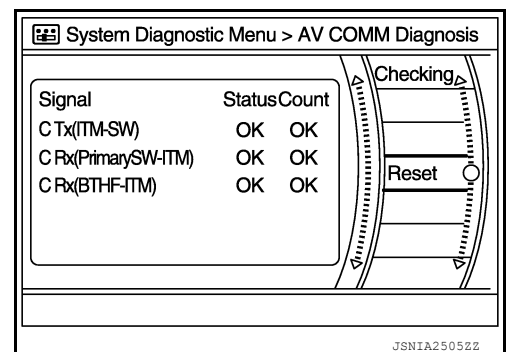 System Diagnostic Menu > AV COMM Diagnosis
Checking
Signal Status Count
C Tx(ITM-SW) OK OK
C Rx(PrimarySW-ITM) OK OK
C Rx(BTHF-ITM) OK OK
Reset
JSNIA2505ZZ